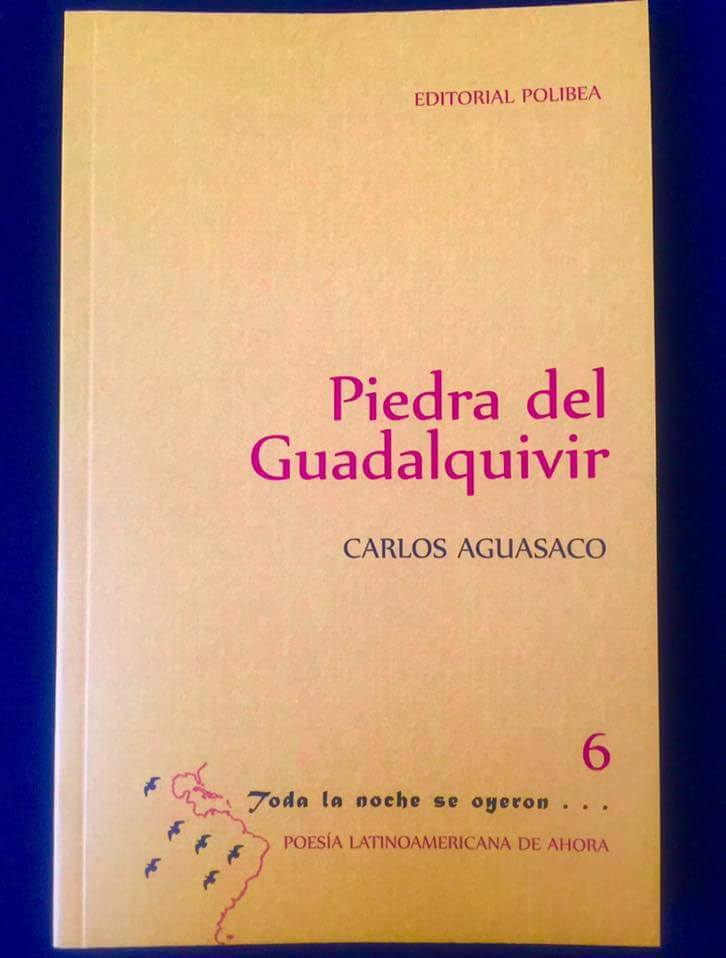 EDITORIAL POLIBEA
Piedra del
Guadalquivir
CARLOS AGUASACO
6
Toda la noche se oyeron . . .
POESÍA LATINOAMERICANA DE AHORA